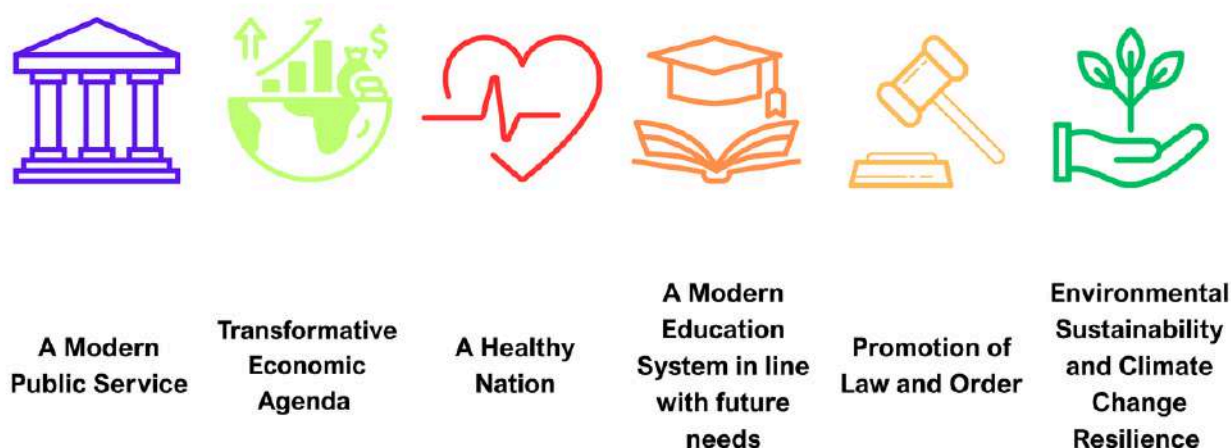 $
A Modern
Public Service
Transformative
Economic
Agenda
A Healthy
Nation
A Modern
Education
System in line
with future
needs
Promotion of
Law and Order
Environmental
Sustainability
and Climate
Change
Resilience